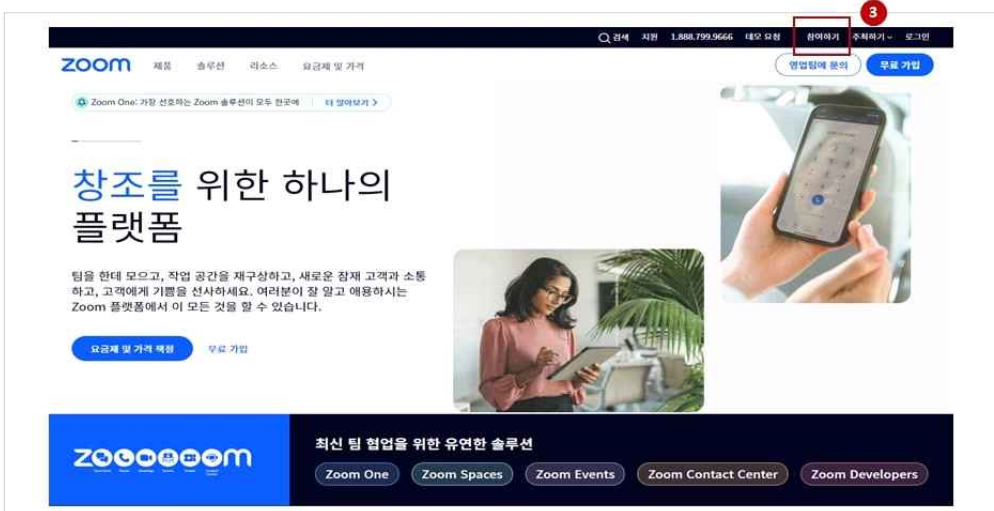 3
검색 지원 1.888.799.9666 데모 요청 참여하기 주최하기 로그인
zoom 제품 솔루션 리소스 요금제 및 가격 영업팀에 문의 무료 가입
Zoom One: 가장 선호하는 Zoom 솔루션이 모두 한곳에 더 알아보기
창조를 위한 하나의
플랫폼
팀을 한데 모으고, 작업 공간을 재구상하고, 새로운 잠재 고객과 소통
하고, 고객에게 기쁨을 선사하세요. 여러분이 잘 알고 애용하시는
Zoom 플랫폼에서 이 모든 것을 할 수 있습니다.
요금제 및 가격 책정 무료 가입
최신 팀 협업을 위한 유연한 솔루션
zoooooom Zoom One Zoom Spaces Zoom Events Zoom Contact Center Zoom Developers